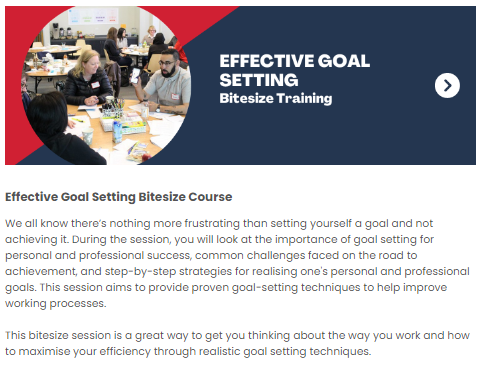 EFFECTIVE GOAL
SETTING
Bitesize Training
Effective Goal Setting Bitesize Course
We all know there's nothing more frustrating than setting yourself a goal and not
achieving it. During the session, you will look at the importance of goal setting for
personal and professional success, common challenges faced on the road to
achievement, and step-by-step strategies for realising one's personal and professional
goals. This session aims to provide proven goal-setting techniques to help improve
working processes.
This bitesize session is a great way to get you thinking about the way you work and how
to maximise your efficiency through realistic goal setting techniques.